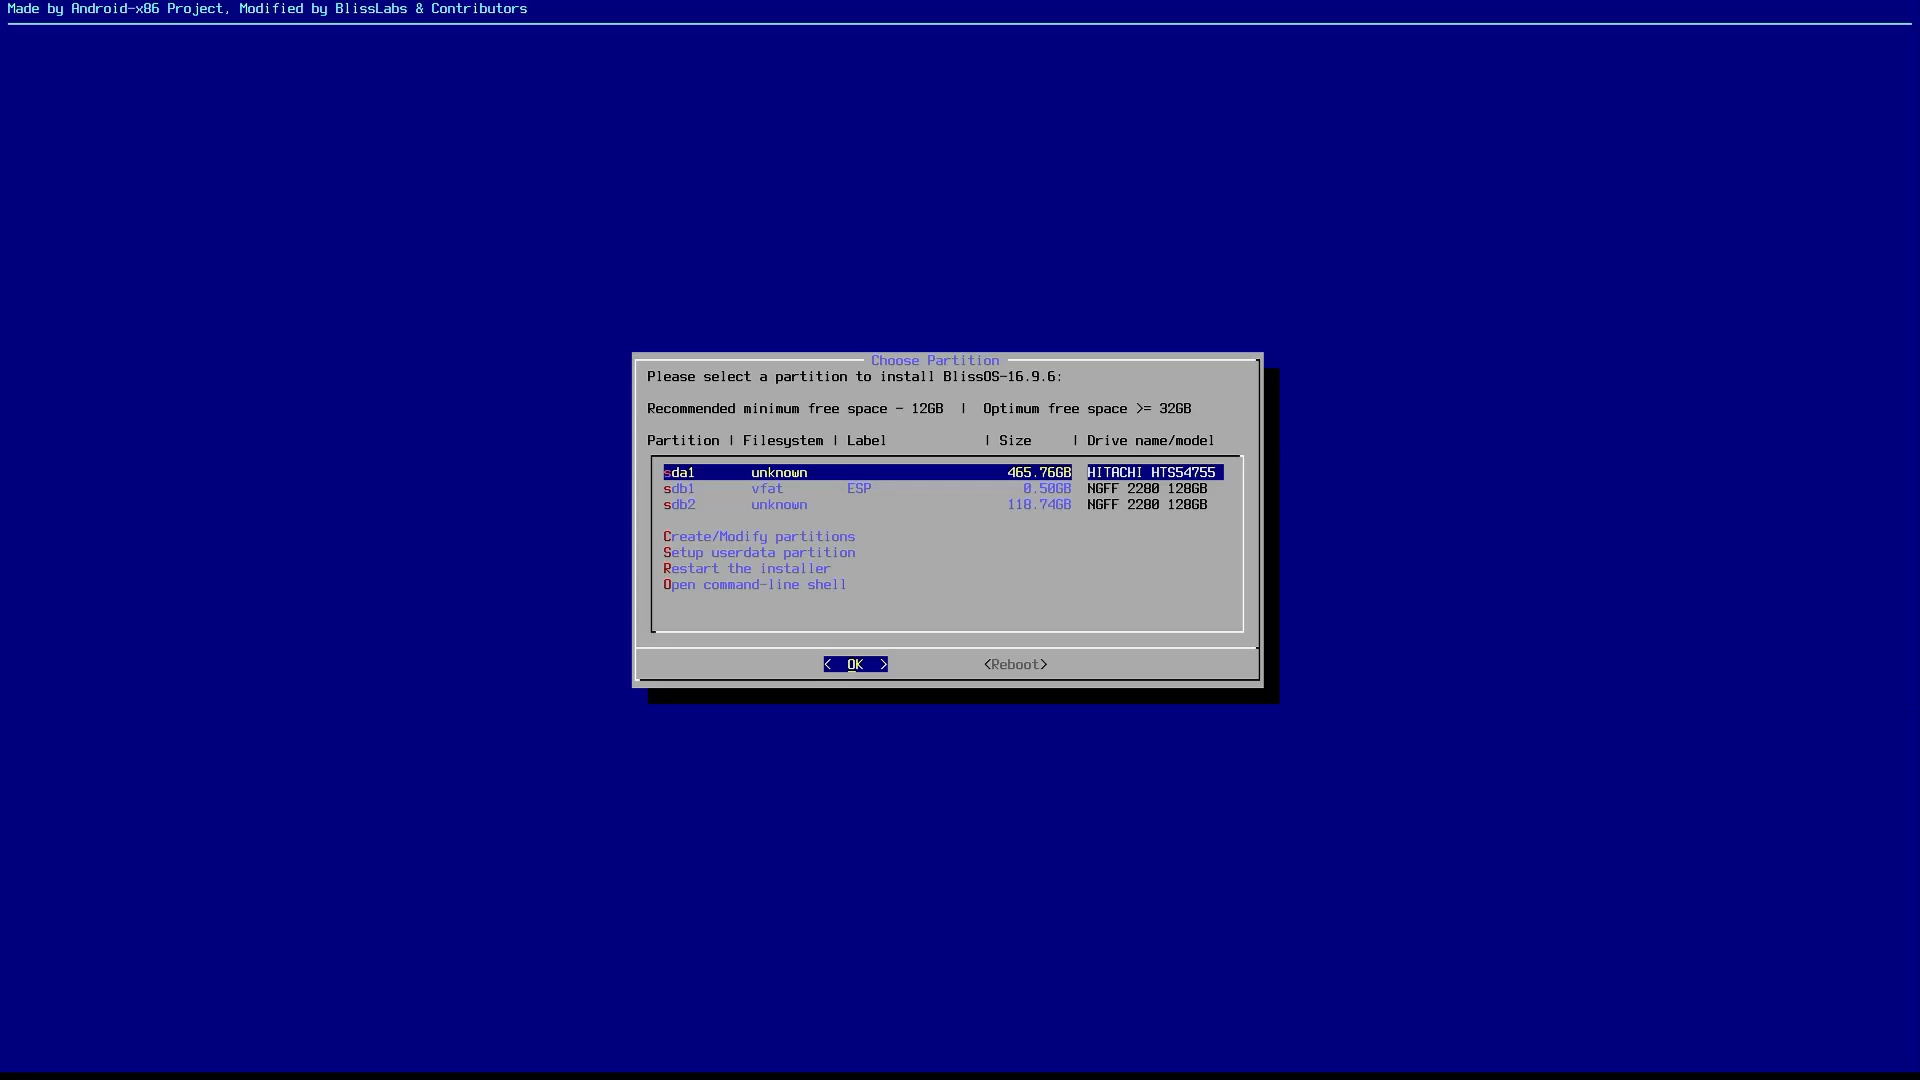 Made by Android-x86 Project, Modified by BlissLabs & Contributors
Choose Partition
Please select a partition to install BlissOS-16.9.6:
Recommended minimum free space - 12GB | Optimum free space >= 32GB
Partition | Filesystem | Label | Size | Drive name/model
sda1 unknown 465.76GB HITACHI HTS54755
sdb1 vfat ESP 0.50GB NGFF 2280 128GB
sdb2 unknown 118.74GB NGFF 2280 128GB
Create/Modify partitions
Setup userdata partition
Restart the installer
Open command-line shell
< OK > <Reboot>